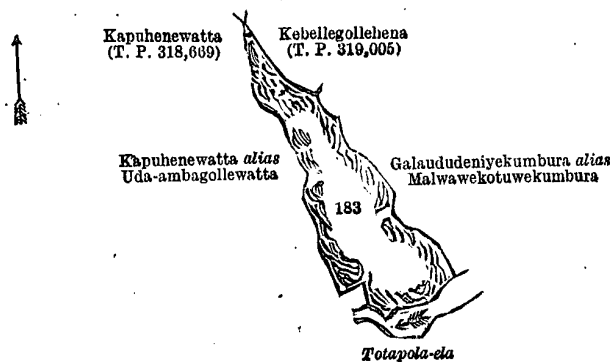 Kapuhenewatta
(T. P. 318,669)
Kebellegollehena
(T. P. 319,005)
Kapuhenewatta alias
Uda-ambagollewatta
Galaududeniyekumbura alias
Malwawekotuwekumbura
183
Totapola-ela